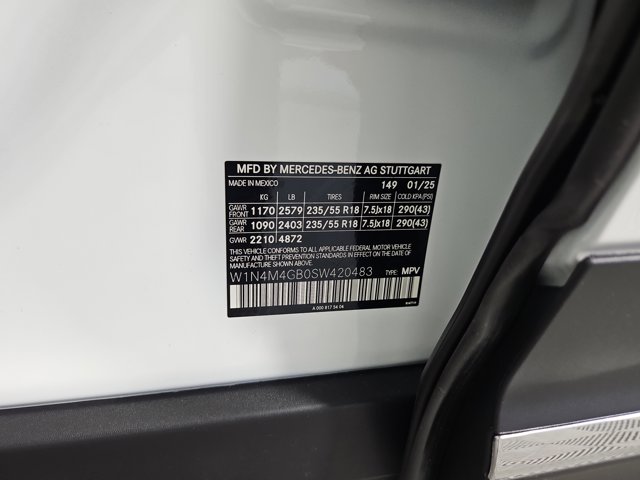 MFD BY MERCEDES-BENZ AG STUTTGART
MADE IN MEXICO 149 01/25
KG LB TIRES RIM SIZE COLD KPA(PSI)
GAWR FRONT 1170 2579 235/55 R18 7.5Jx18 290(43)
GAWR REAR 1090 2403 235/55 R18 7.5Jx18 290(43)
GVWR 2210 4872
THIS VEHICLE CONFORMS TO ALL APPLICABLE FEDERAL MOTOR VEHICLE
SAFETY AND THEFT PREVENTION STANDARDS IN EFFECT ON THE DATE OF
MANUFACTURE SHOWN ABOVE.
W1N4M4GB0SW420483 TYPE: MPV
A 000 817 54 04